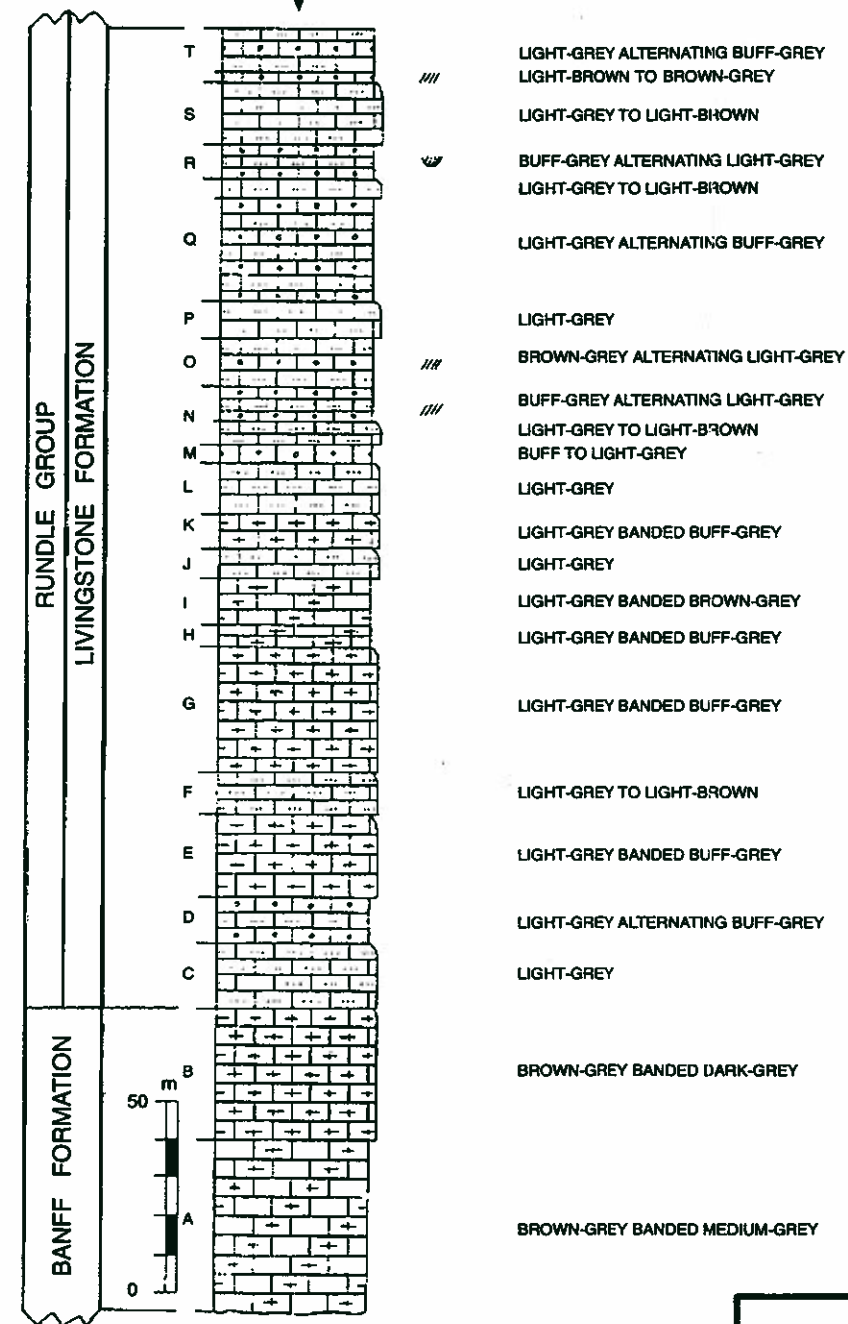 T
LIGHT-GREY ALTERNATING BUFF-GREY
LIGHT-BROWN TO BROWN-GREY
S
LIGHT-GREY TO LIGHT-BROWN
R
BUFF-GREY ALTERNATING LIGHT-GREY
LIGHT-GREY TO LIGHT-BROWN
Q
LIGHT-GREY ALTERNATING BUFF-GREY
P
LIGHT-GREY
O
BROWN-GREY ALTERNATING LIGHT-GREY
BUFF-GREY ALTERNATING LIGHT-GREY
N
LIGHT-GREY TO LIGHT-BROWN
M
BUFF TO LIGHT-GREY
L
LIGHT-GREY
K
LIGHT-GREY BANDED BUFF-GREY
J
LIGHT-GREY
I
LIGHT-GREY BANDED BROWN-GREY
H
LIGHT-GREY BANDED BUFF-GREY
G
LIGHT-GREY BANDED BUFF-GREY
F
LIGHT-GREY TO LIGHT-BROWN
E
LIGHT-GREY BANDED BUFF-GREY
D
LIGHT-GREY ALTERNATING BUFF-GREY
C
LIGHT-GREY
B
BROWN-GREY BANDED DARK-GREY
A
BROWN-GREY BANDED MEDIUM-GREY
RUNDLE GROUP
LIVINGSTONE FORMATION
BANFF FORMATION
m
50
0